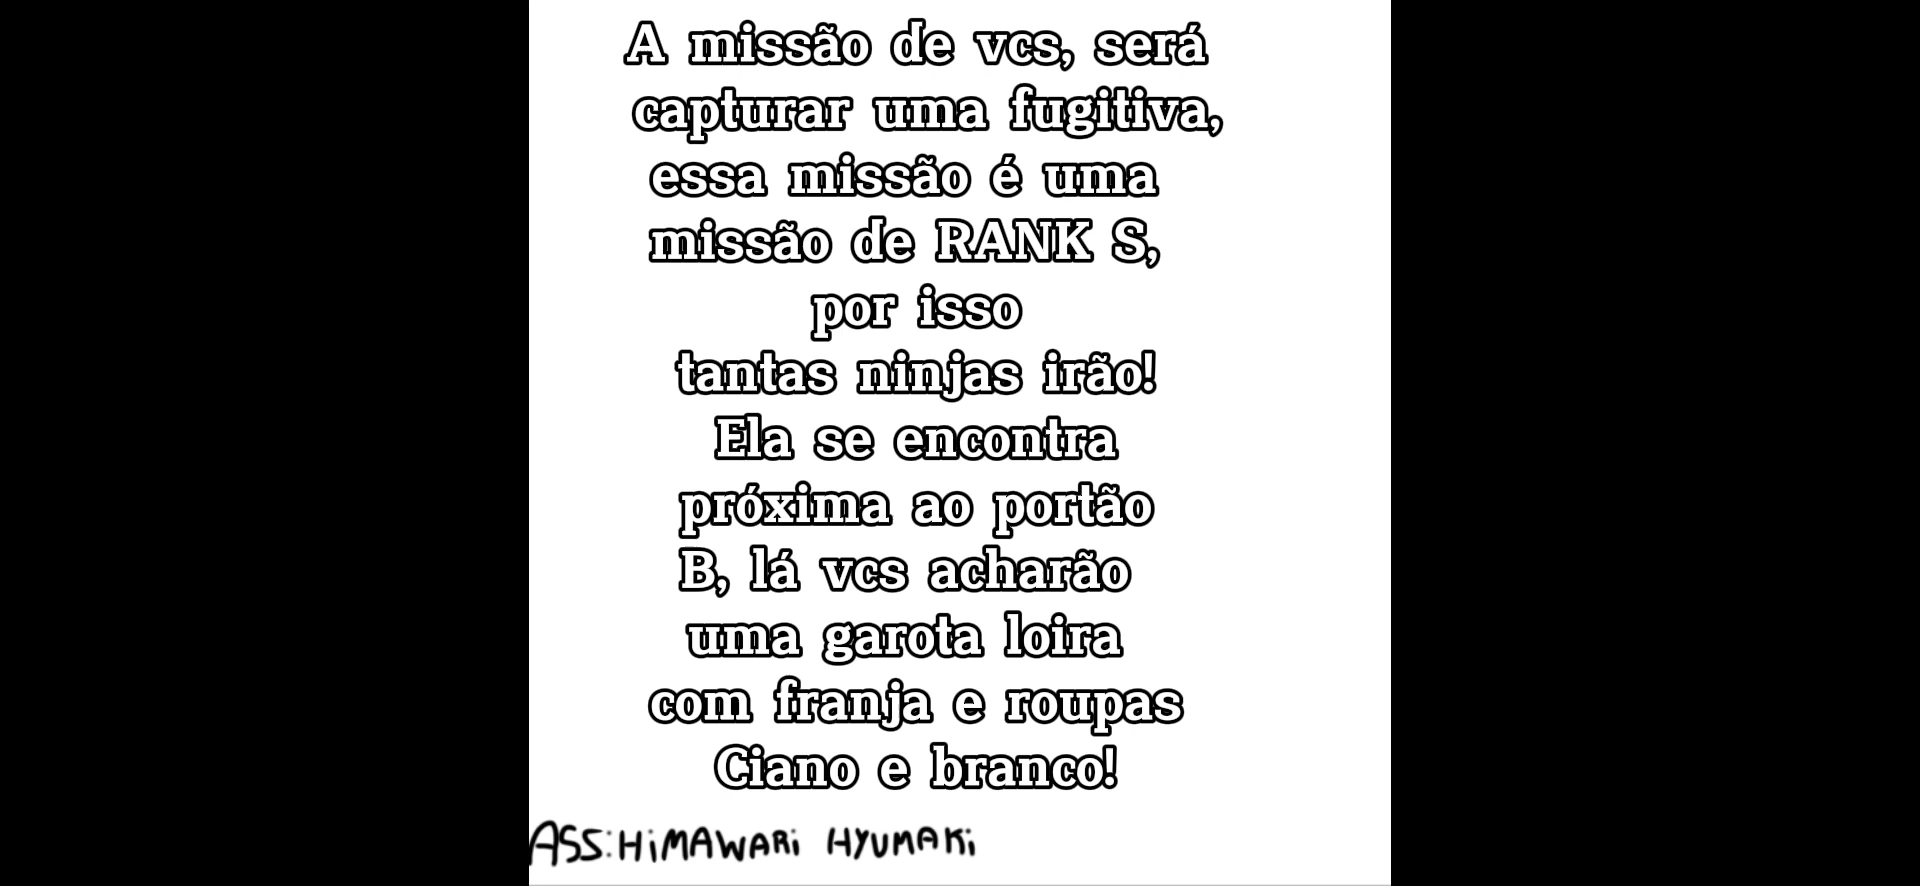 A missão de vcs, será
capturar uma fugitiva,
essa missão é uma
missão de RANK S,
por isso
tantas ninjas irão!
Ela se encontra
próxima ao portão
B, lá vcs acharão
uma garota loira
com franja e roupas
Ciano e branco!
ASS:HiMAWARi HYUMAKi